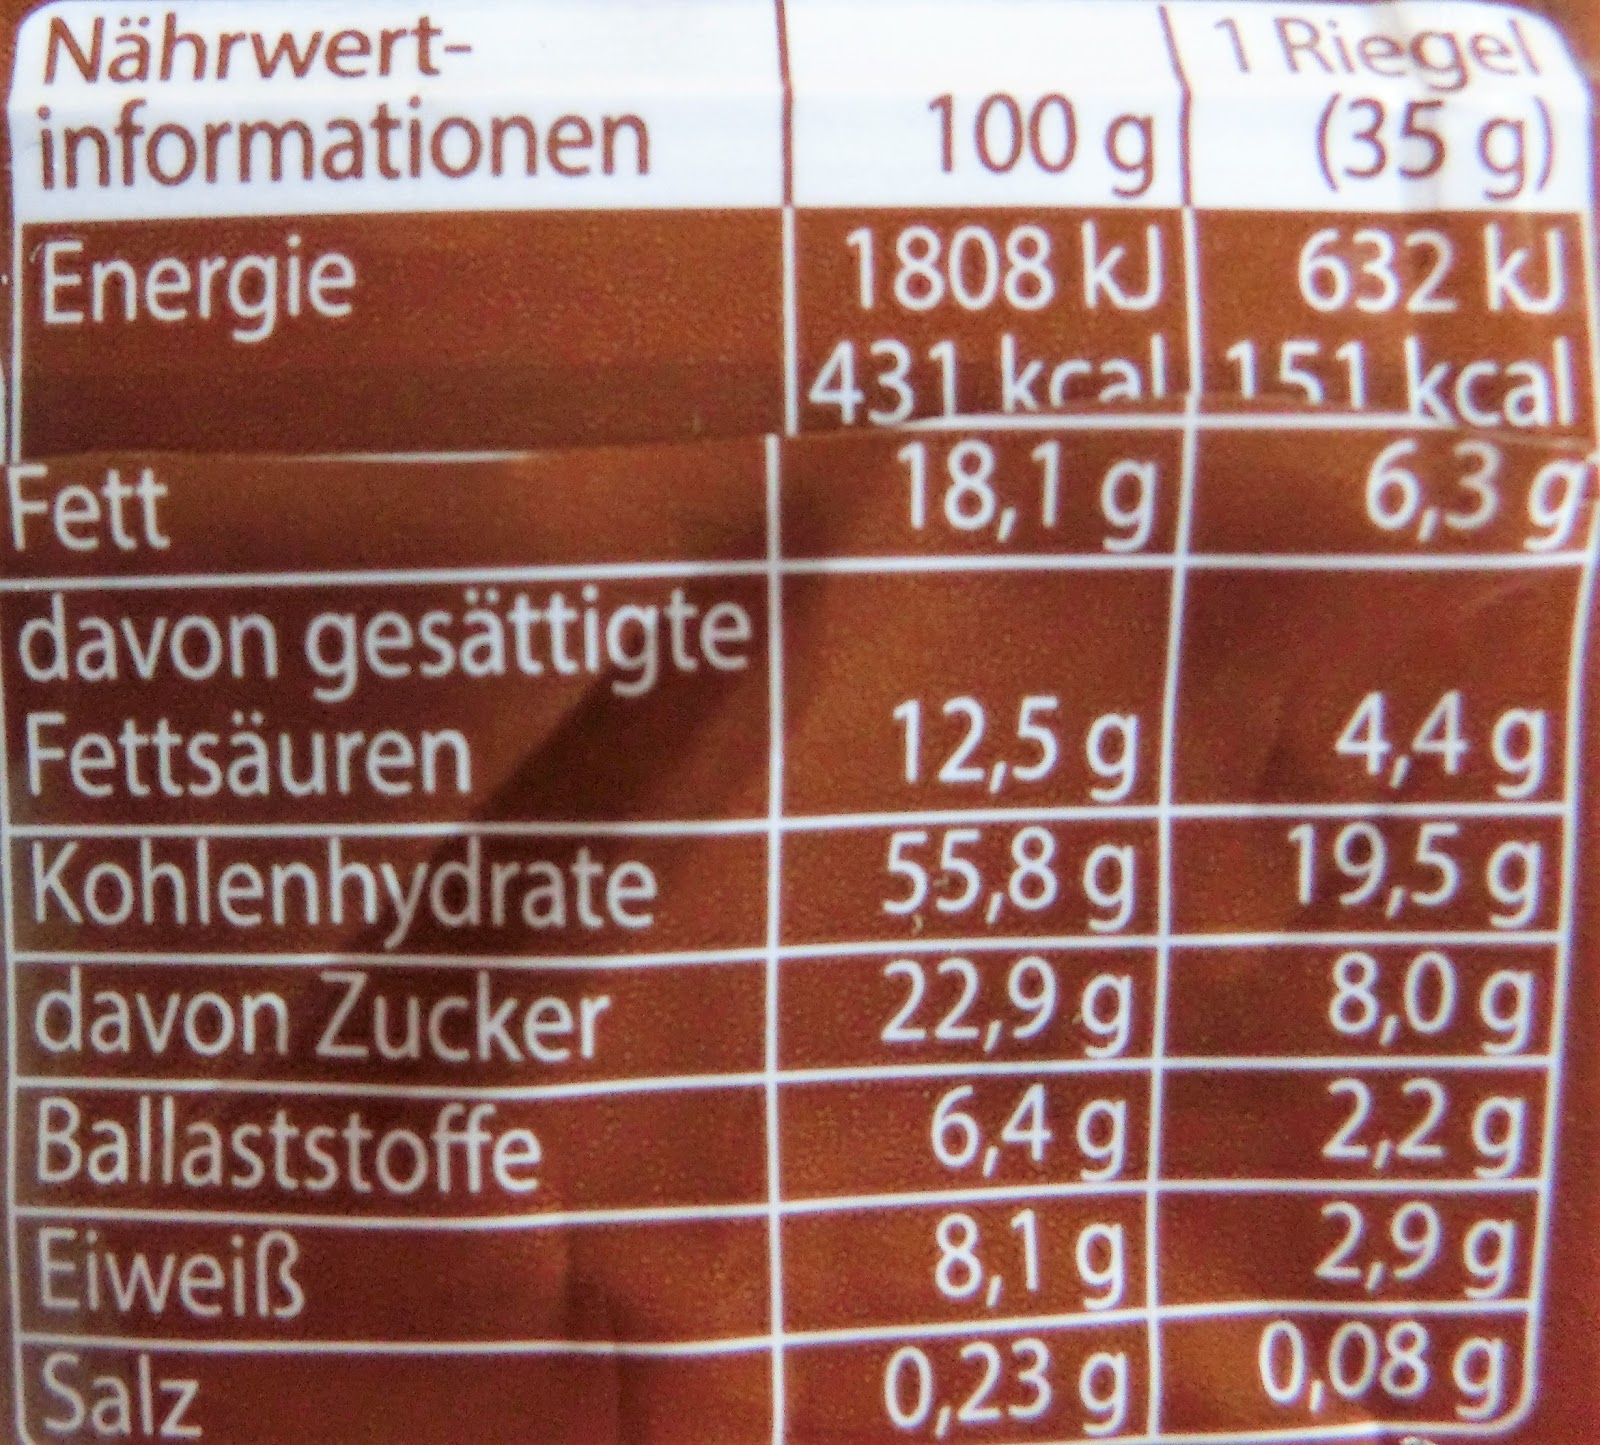 Nährwert-
informationen 100 g 1 Riegel (35 g)
Energie 1808 kJ 632 kJ
431 kcal 151 kcal
Fett 18,1 g 6,3 g
davon gesättigte
Fettsäuren 12,5 g 4,4 g
Kohlenhydrate 55,8 g 19,5 g
davon Zucker 22,9 g 8,0 g
Ballaststoffe 6,4 g 2,2 g
Eiweiß 8,1 g 2,9 g
Salz 0,23 g 0,08 g